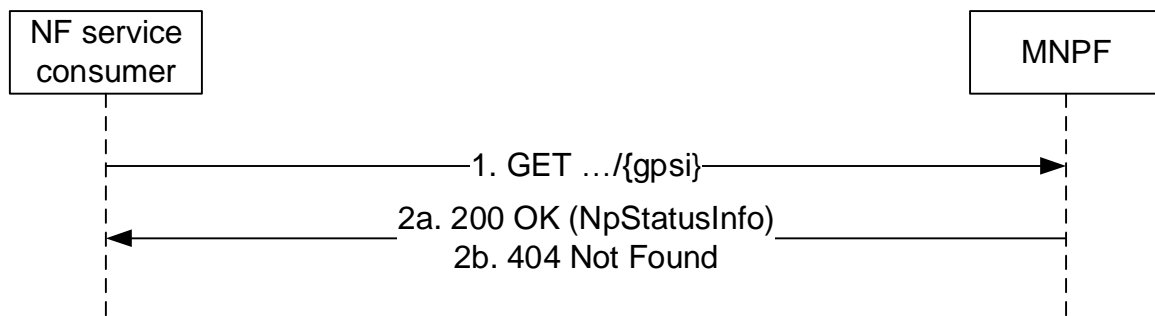 NF service
consumer
MNPF
1. GET …/{gpsi}
2a. 200 OK (NpStatusInfo)
2b. 404 Not Found